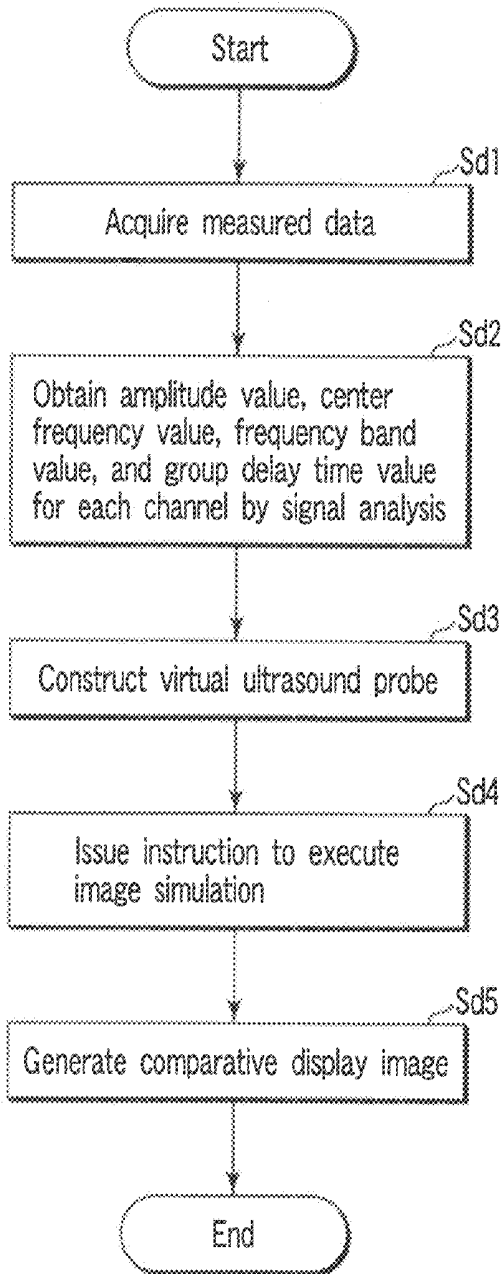 Start
Sd1
Acquire measured data
Sd2
Obtain amplitude value, center
frequency value, frequency band
value, and group delay time value
for each channel by signal analysis
Sd3
Construct virtual ultrasound probe
Sd4
Issue instruction to execute
image simulation
Sd5
Generate comparative display image
End